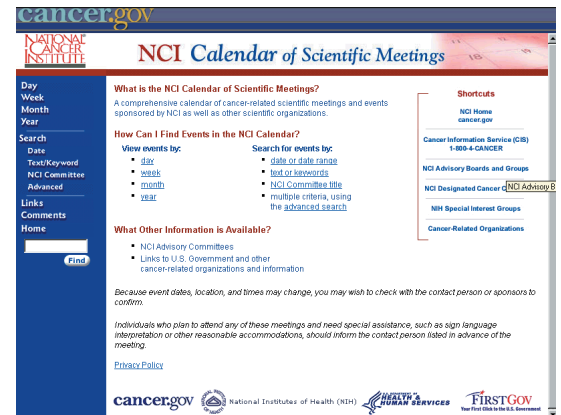 cancer.gov
NATIONAL
CANCER
INSTITUTE
NCI Calendar of Scientific Meetings
Day
Week
Month
Year
Search
Date
Text/Keyword
NCI Committee
Advanced
Links
Comments
Home
Find
What is the NCI Calendar of Scientific Meetings?
A comprehensive calendar of cancer-related scientific meetings and events
sponsored by NCI as well as other scientific organizations.
How Can I Find Events in the NCI Calendar?
View events by:
day
week
month
year
Search for events by:
date or date range
text or keywords
NCI Committee title
multiple criteria, using
the advanced search
What Other Information is Available?
NCI Advisory Committees
Links to U.S. Government and other
cancer-related organizations and information
Shortcuts
NCI Home
cancer.gov
Cancer Information Service (CIS)
1-800-4-CANCER
NCI Advisory Boards and Groups
NCI Designated Cancer C
NCI Advisory B
NIH Special Interest Groups
Cancer-Related Organizations
Because event dates, location, and times may change, you may wish to check with the contact person or sponsors to
confirm.
Individuals who plan to attend any of these meetings and need special assistance, such as sign language
interpretation or other reasonable accommodations, should inform the contact person listed in advance of the
meeting.
Privacy Policy
cancer.gov
National Institutes of Health (NIH)
HEALTH &
HUMAN SERVICES
FIRSTGOV
Your First Click to the U.S. Government